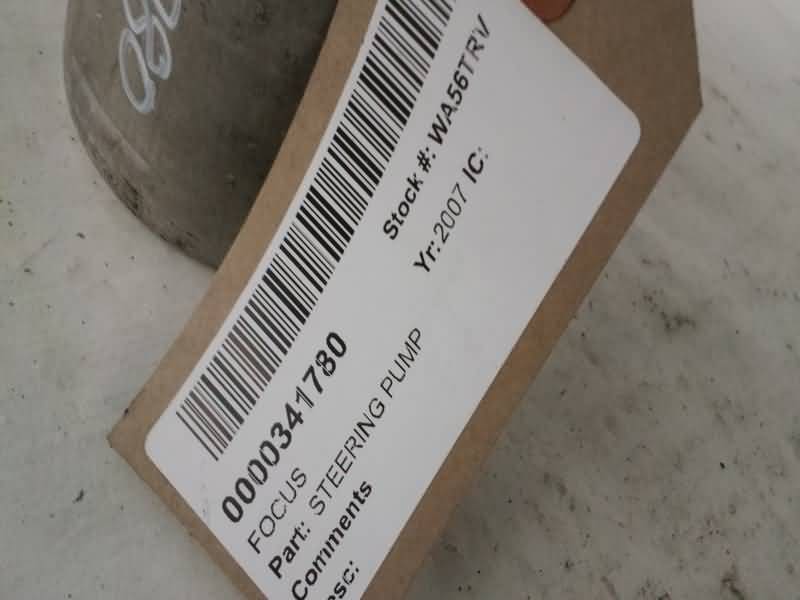 Stock #: WA56TRV
Yr: 2007 IC:
0000341780
FOCUS
Part: STEERING PUMP
Comments